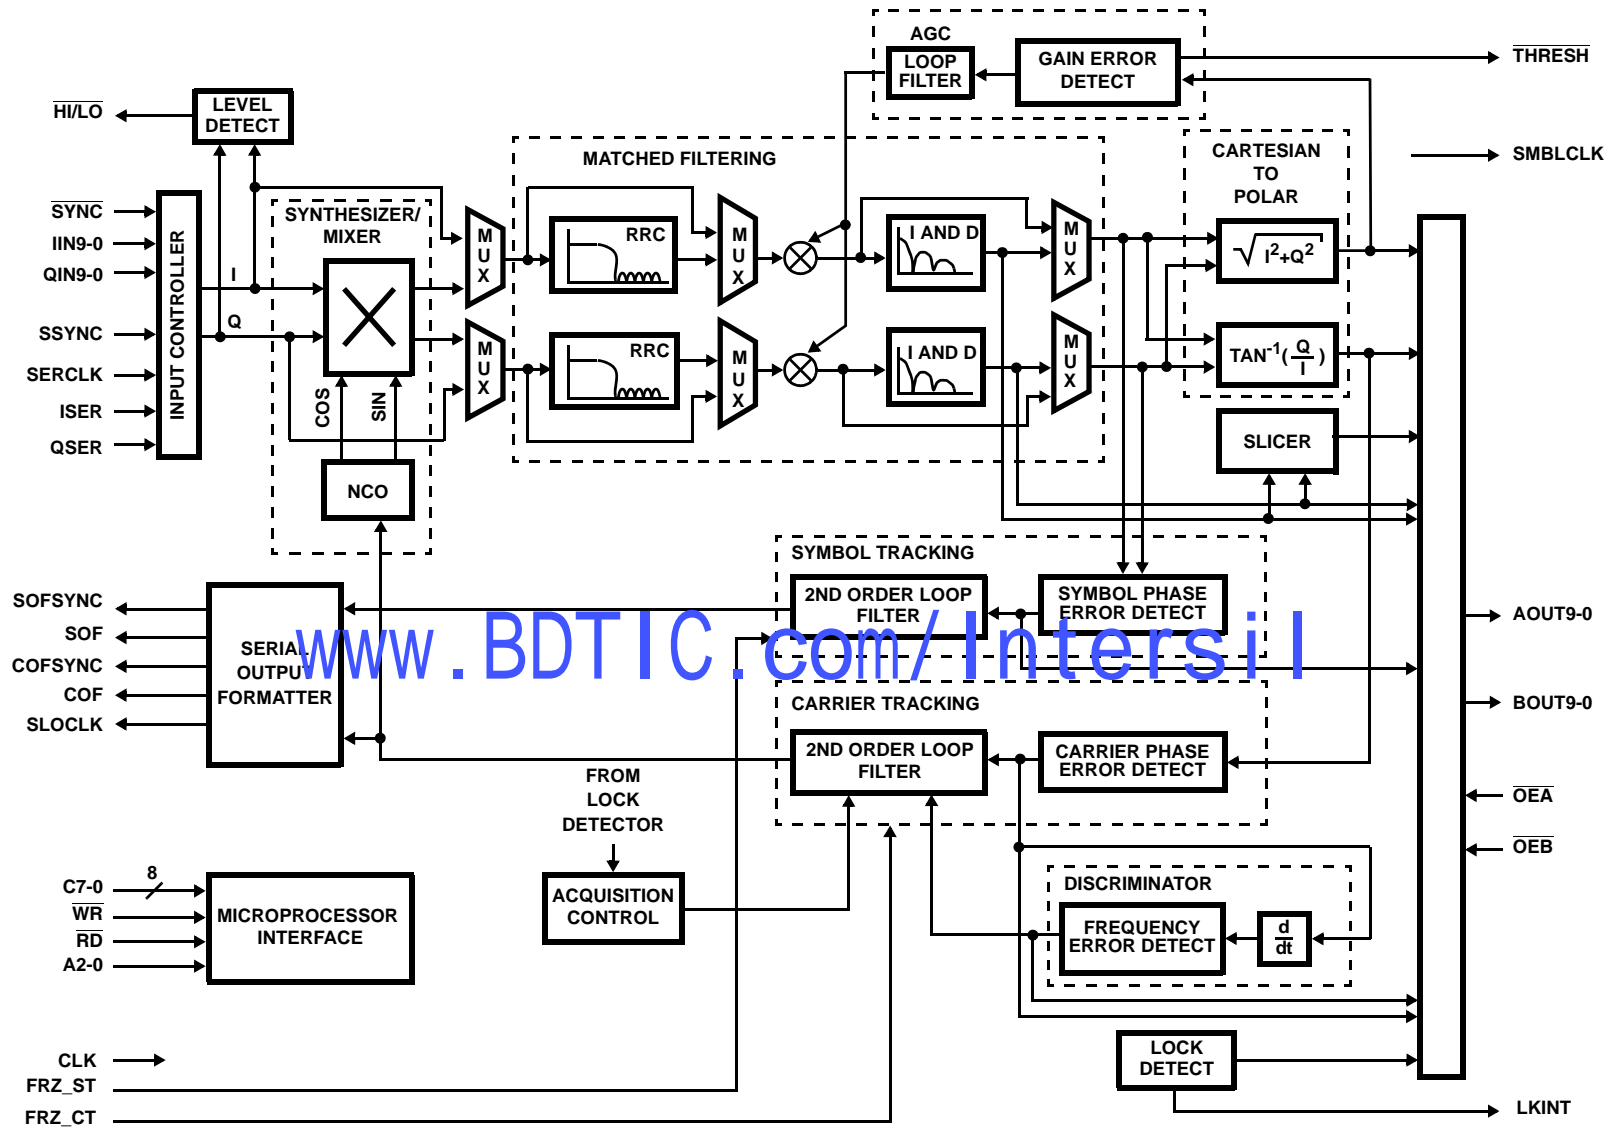 AGC
LOOP
FILTER
GAIN ERROR
DETECT
THRESH
HI/LO
LEVEL
DETECT
MATCHED FILTERING
CARTESIAN
TO
POLAR
SMBLCLK
SYNC
IIN9-0
QIN9-0
SSYNC
SERCLK
ISER
QSER
INPUT CONTROLLER
I
Q
SYNTHESIZER/
MIXER
COS
SIN
NCO
MUX
MUX
RRC
RRC
MUX
MUX
I AND D
I AND D
MUX
MUX
√I²+Q²
TAN⁻¹(Q/I)
SLICER
SYMBOL TRACKING
2ND ORDER LOOP
FILTER
SYMBOL PHASE
ERROR DETECT
SOFSYNC
SOF
COFSYNC
COF
SLOCLK
SERIAL
OUTPUT
FORMATTER
www.BDTIC.com/Intersil
CARRIER TRACKING
2ND ORDER LOOP
FILTER
CARRIER PHASE
ERROR DETECT
AOUT9-0
BOUT9-0
OEA
OEB
FROM
LOCK
DETECTOR
ACQUISITION
CONTROL
DISCRIMINATOR
FREQUENCY
ERROR DETECT
d
dt
C7-0
8
WR
RD
A2-0
MICROPROCESSOR
INTERFACE
LOCK
DETECT
CLK
FRZ_ST
FRZ_CT
LKINT